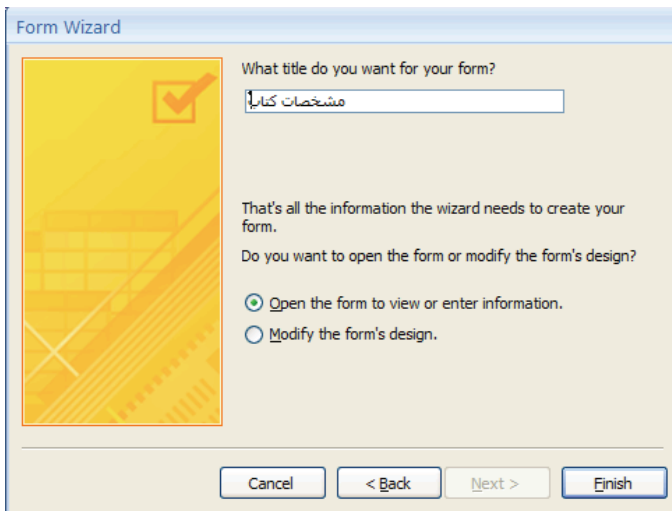 Form Wizard
What title do you want for your form?
مشخصات کتاب
That's all the information the wizard needs to create your
form.
Do you want to open the form or modify the form's design?
Open the form to view or enter information.
Modify the form's design.
Cancel
< Back
Next >
Finish